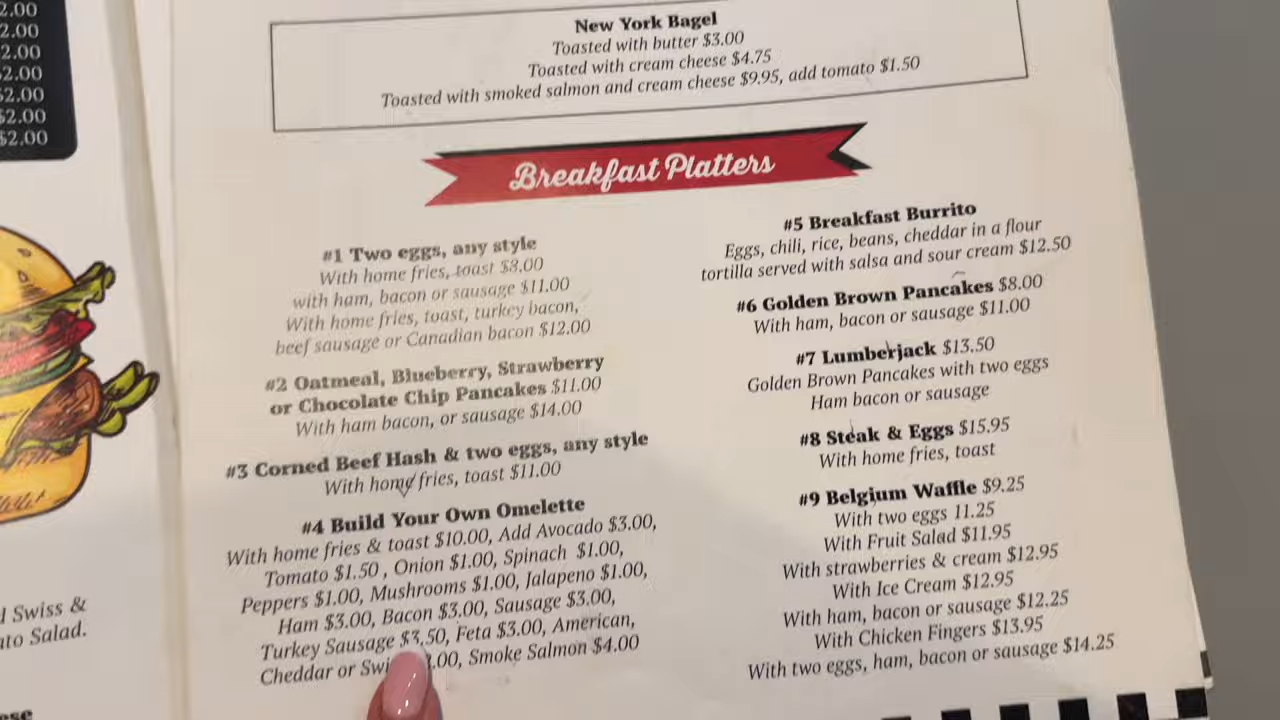 2.00
2.00
2.00
$2.00
$2.00
$2.00
$2.00
l Swiss &
ato Salad.
New York Bagel
Toasted with butter $3.00
Toasted with cream cheese $4.75
Toasted with smoked salmon and cream cheese $9.95, add tomato $1.50
Breakfast Platters
#1 Two eggs, any style
With home fries, toast $8.00
with ham, bacon or sausage $11.00
With home fries, toast, turkey bacon,
beef sausage or Canadian bacon $12.00
#2 Oatmeal, Blueberry, Strawberry
or Chocolate Chip Pancakes $11.00
With ham bacon, or sausage $14.00
#3 Corned Beef Hash & two eggs, any style
With home fries, toast $11.00
#4 Build Your Own Omelette
With home fries & toast $10.00, Add Avocado $3.00,
Tomato $1.50 , Onion $1.00, Spinach $1.00,
Peppers $1.00, Mushrooms $1.00, Jalapeno $1.00,
Ham $3.00, Bacon $3.00, Sausage $3.00,
Turkey Sausage $3.50, Feta $3.00, American,
Cheddar or Swi .00, Smoke Salmon $4.00
#5 Breakfast Burrito
Eggs, chili, rice, beans, cheddar in a flour
tortilla served with salsa and sour cream $12.50
#6 Golden Brown Pancakes $8.00
With ham, bacon or sausage $11.00
#7 Lumberjack $13.50
Golden Brown Pancakes with two eggs
Ham bacon or sausage
#8 Steak & Eggs $15.95
With home fries, toast
#9 Belgium Waffle $9.25
With two eggs 11.25
With Fruit Salad $11.95
With strawberries & cream $12.95
With Ice Cream $12.95
With ham, bacon or sausage $12.25
With Chicken Fingers $13.95
With two eggs, ham, bacon or sausage $14.25